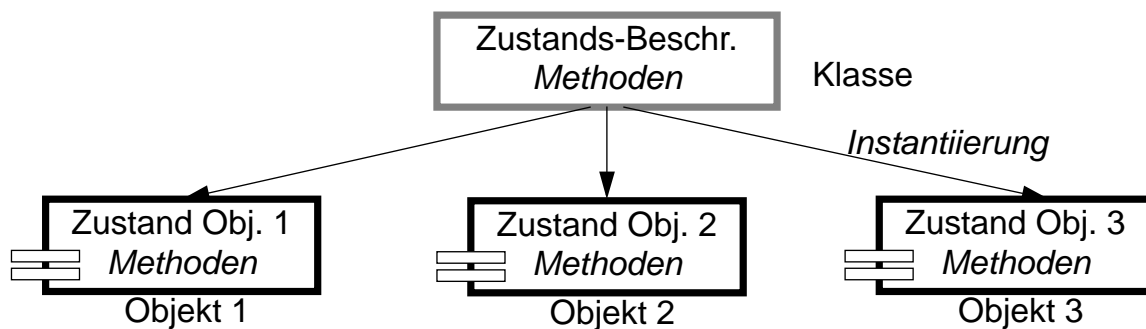 Zustands-Beschr.
Methoden
Klasse
Instantiierung
Zustand Obj. 1
Methoden
Objekt 1
Zustand Obj. 2
Methoden
Objekt 2
Zustand Obj. 3
Methoden
Objekt 3